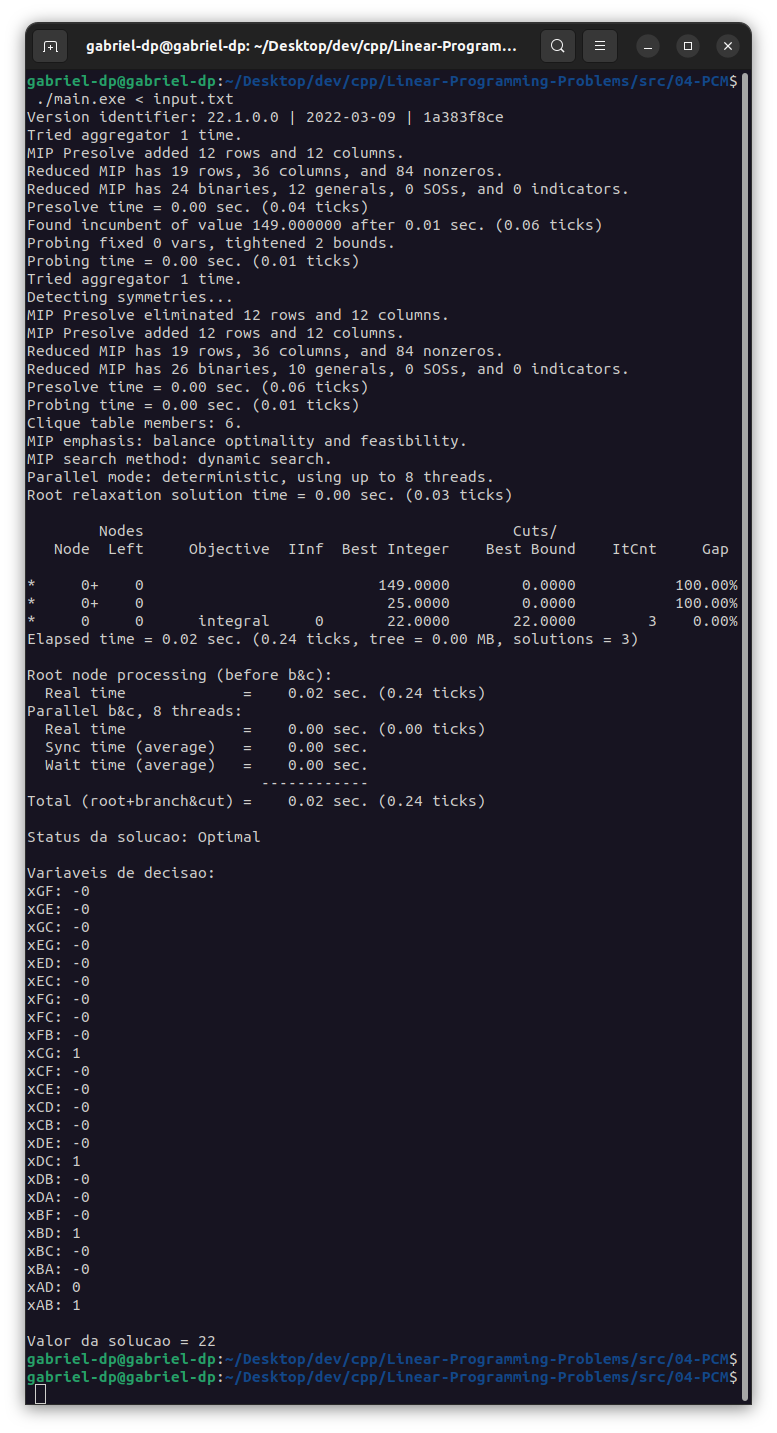 gabriel-dp@gabriel-dp: ~/Desktop/dev/cpp/Linear-Program...
gabriel-dp@gabriel-dp:~/Desktop/dev/cpp/Linear-Programming-Problems/src/04-PCM$
 ./main.exe < input.txt
Version identifier: 22.1.0.0 | 2022-03-09 | 1a383f8ce
Tried aggregator 1 time.
MIP Presolve added 12 rows and 12 columns.
Reduced MIP has 19 rows, 36 columns, and 84 nonzeros.
Reduced MIP has 24 binaries, 12 generals, 0 SOSs, and 0 indicators.
Presolve time = 0.00 sec. (0.04 ticks)
Found incumbent of value 149.000000 after 0.01 sec. (0.06 ticks)
Probing fixed 0 vars, tightened 2 bounds.
Probing time = 0.00 sec. (0.01 ticks)
Tried aggregator 1 time.
Detecting symmetries...
MIP Presolve eliminated 12 rows and 12 columns.
MIP Presolve added 12 rows and 12 columns.
Reduced MIP has 19 rows, 36 columns, and 84 nonzeros.
Reduced MIP has 26 binaries, 10 generals, 0 SOSs, and 0 indicators.
Presolve time = 0.00 sec. (0.06 ticks)
Probing time = 0.00 sec. (0.01 ticks)
Clique table members: 6.
MIP emphasis: balance optimality and feasibility.
MIP search method: dynamic search.
Parallel mode: deterministic, using up to 8 threads.
Root relaxation solution time = 0.00 sec. (0.03 ticks)
        Nodes                                         Cuts/
   Node  Left     Objective  IInf  Best Integer    Best Bound    ItCnt     Gap
*     0+    0                          149.0000        0.0000           100.00%
*     0+    0                           25.0000        0.0000           100.00%
*     0     0      integral     0       22.0000       22.0000        3    0.00%
Elapsed time = 0.02 sec. (0.24 ticks, tree = 0.00 MB, solutions = 3)
Root node processing (before b&c):
  Real time             =    0.02 sec. (0.24 ticks)
Parallel b&c, 8 threads:
  Real time             =    0.00 sec. (0.00 ticks)
  Sync time (average)   =    0.00 sec.
  Wait time (average)   =    0.00 sec.
                          ------------
Total (root+branch&cut) =    0.02 sec. (0.24 ticks)
Status da solucao: Optimal
Variaveis de decisao:
xGF: -0
xGE: -0
xGC: -0
xEG: -0
xED: -0
xEC: -0
xFG: -0
xFC: -0
xFB: -0
xCG: 1
xCF: -0
xCE: -0
xCD: -0
xCB: -0
xDE: -0
xDC: 1
xDB: -0
xDA: -0
xBF: -0
xBD: 1
xBC: -0
xBA: -0
xAD: 0
xAB: 1
Valor da solucao = 22
gabriel-dp@gabriel-dp:~/Desktop/dev/cpp/Linear-Programming-Problems/src/04-PCM$
gabriel-dp@gabriel-dp:~/Desktop/dev/cpp/Linear-Programming-Problems/src/04-PCM$